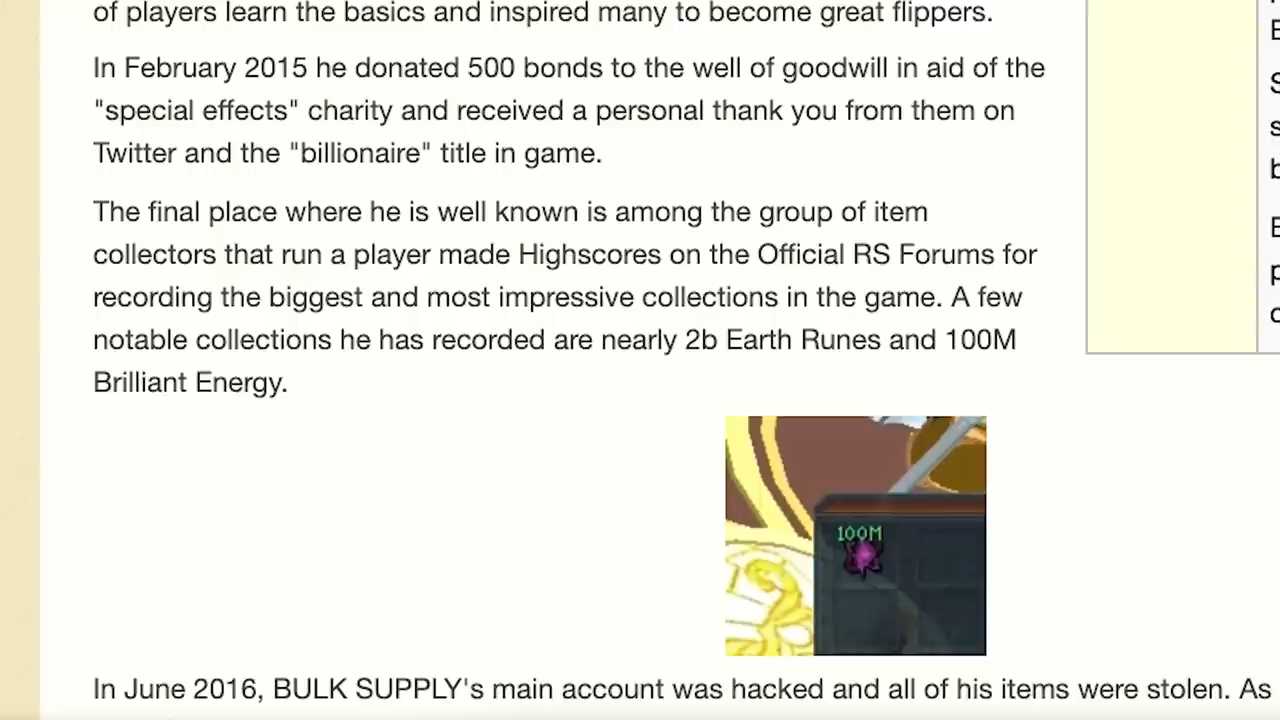 of players learn the basics and inspired many to become great flippers.
In February 2015 he donated 500 bonds to the well of goodwill in aid of the
"special effects" charity and received a personal thank you from them on
Twitter and the "billionaire" title in game.
The final place where he is well known is among the group of item
collectors that run a player made Highscores on the Official RS Forums for
recording the biggest and most impressive collections in the game. A few
notable collections he has recorded are nearly 2b Earth Runes and 100M
Brilliant Energy.
100M
In June 2016, BULK SUPPLY's main account was hacked and all of his items were stolen. As